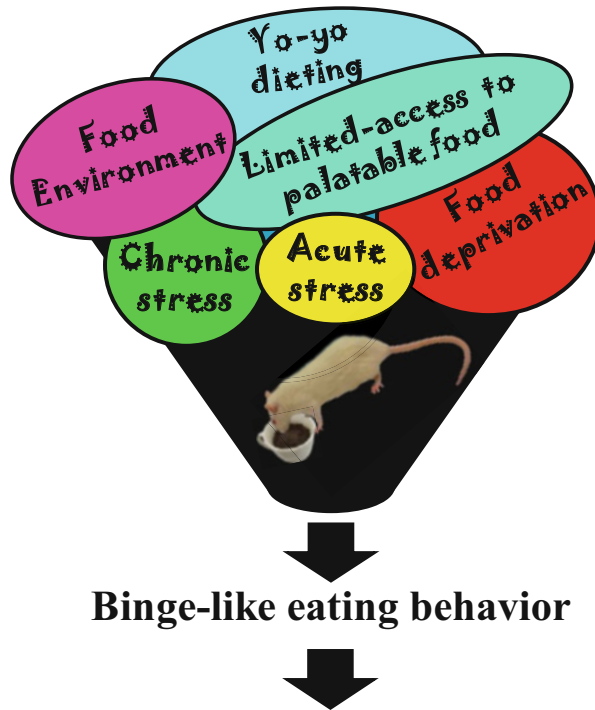 Yo-yo
dieting
Food
Environment
Limited-access to
palatable food
Food
deprivation
Chronic
stress
Acute
stress
Binge-like eating behavior